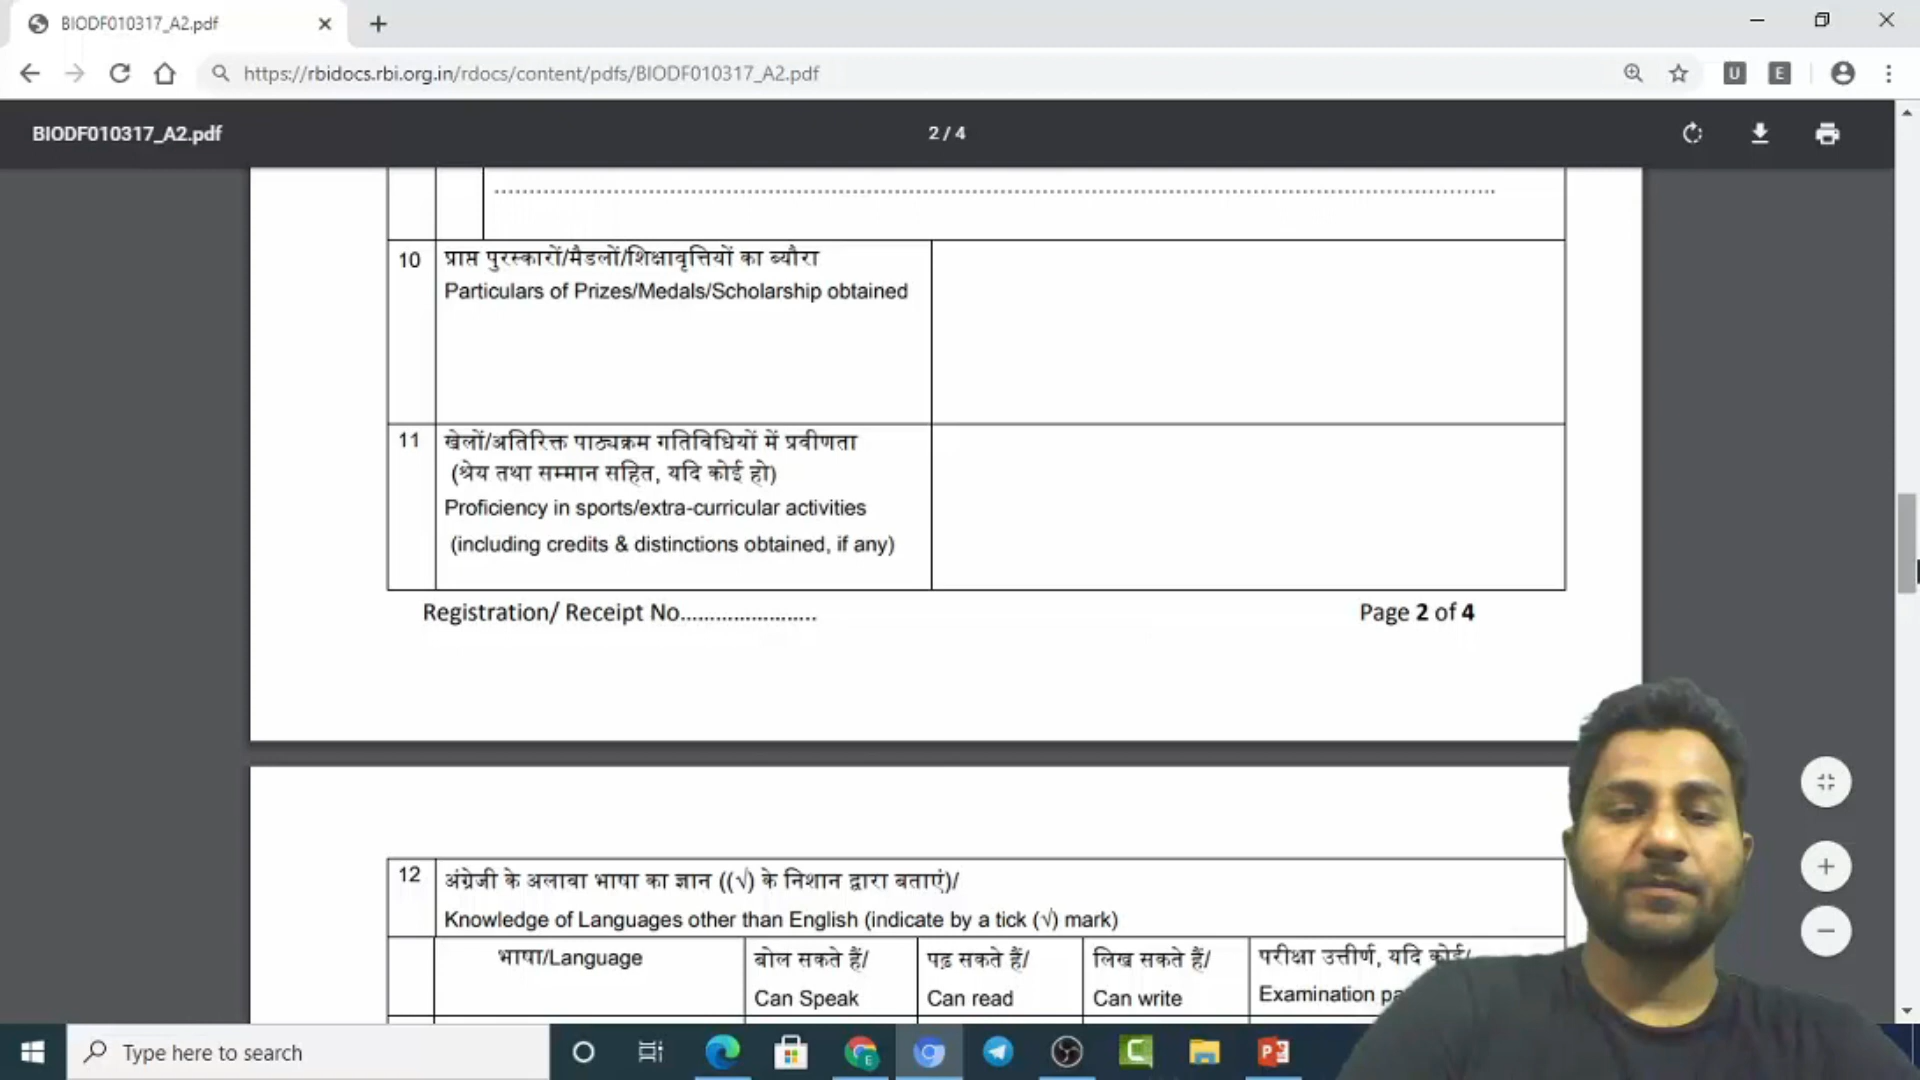 BIODF010317_A2.pdf
https://rbidocs.rbi.org.in/rdocs/content/pdfs/BIODF010317_A2.pdf
U
E
BIODF010317_A2.pdf
2 / 4
10
प्राप्त पुरस्कारों/मैडलों/शिक्षावृत्तियों का ब्यौरा
Particulars of Prizes/Medals/Scholarship obtained
11
खेलों/अतिरिक्त पाठ्यक्रम गतिविधियों में प्रवीणता
(श्रेय तथा सम्मान सहित, यदि कोई हो)
Proficiency in sports/extra-curricular activities
(including credits & distinctions obtained, if any)
Registration/ Receipt No.......................
Page 2 of 4
12
अंग्रेजी के अलावा भाषा का ज्ञान ((√) के निशान द्वारा बताएं)/
Knowledge of Languages other than English (indicate by a tick (√) mark)
भाषा/Language
बोल सकते हैं/
Can Speak
पढ़ सकते हैं/
Can read
लिख सकते हैं/
Can write
परीक्षा उत्तीर्ण, यदि कोई/
Examination
Type here to search